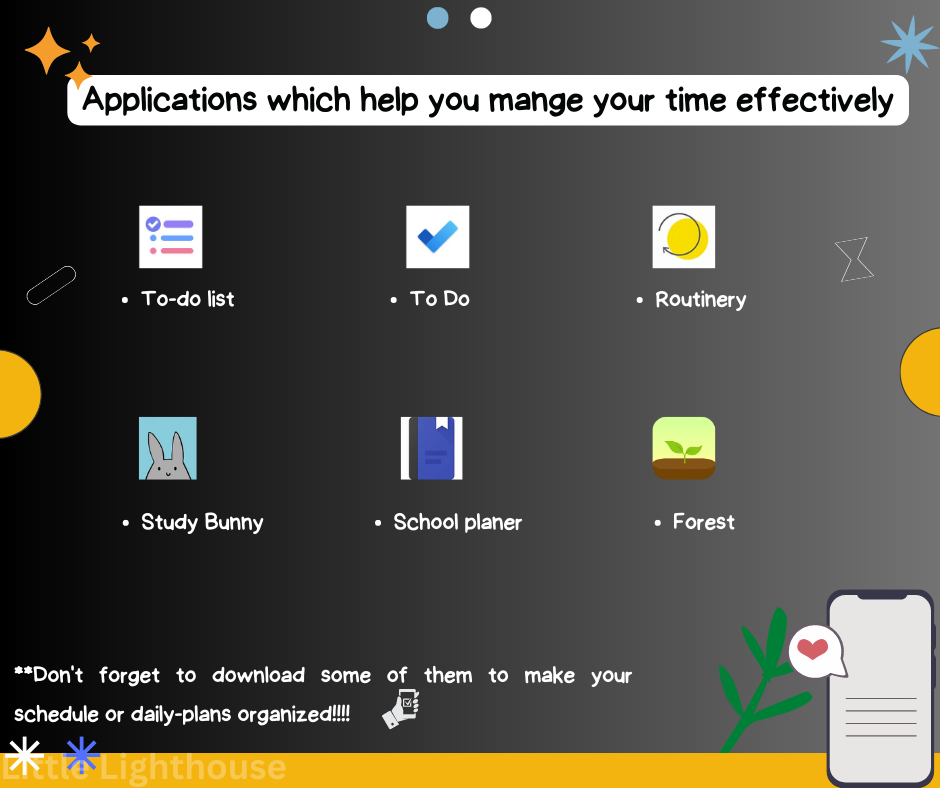 Applications which help you mange your time effectively
• To-do list
• To Do
• Routinery
• Study Bunny
• School planer
• Forest
**Don't forget to download some of them to make your
schedule or daily-plans organized!!!!
Little Lighthouse